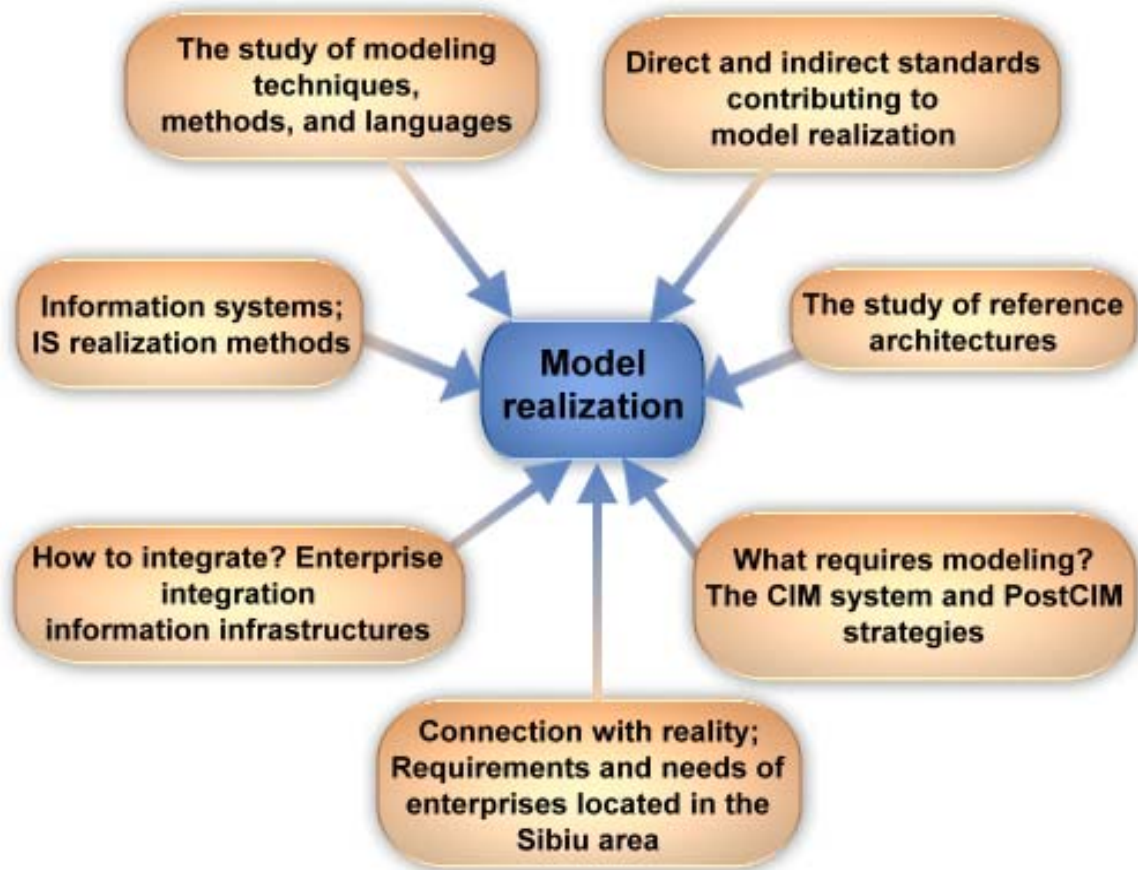 The study of modeling
techniques,
methods, and languages
Direct and indirect standards
contributing to
model realization
Information systems;
IS realization methods
The study of reference
architectures
Model
realization
How to integrate? Enterprise
integration
information infrastructures
What requires modeling?
The CIM system and PostCIM
strategies
Connection with reality;
Requirements and needs of
enterprises located in the
Sibiu area